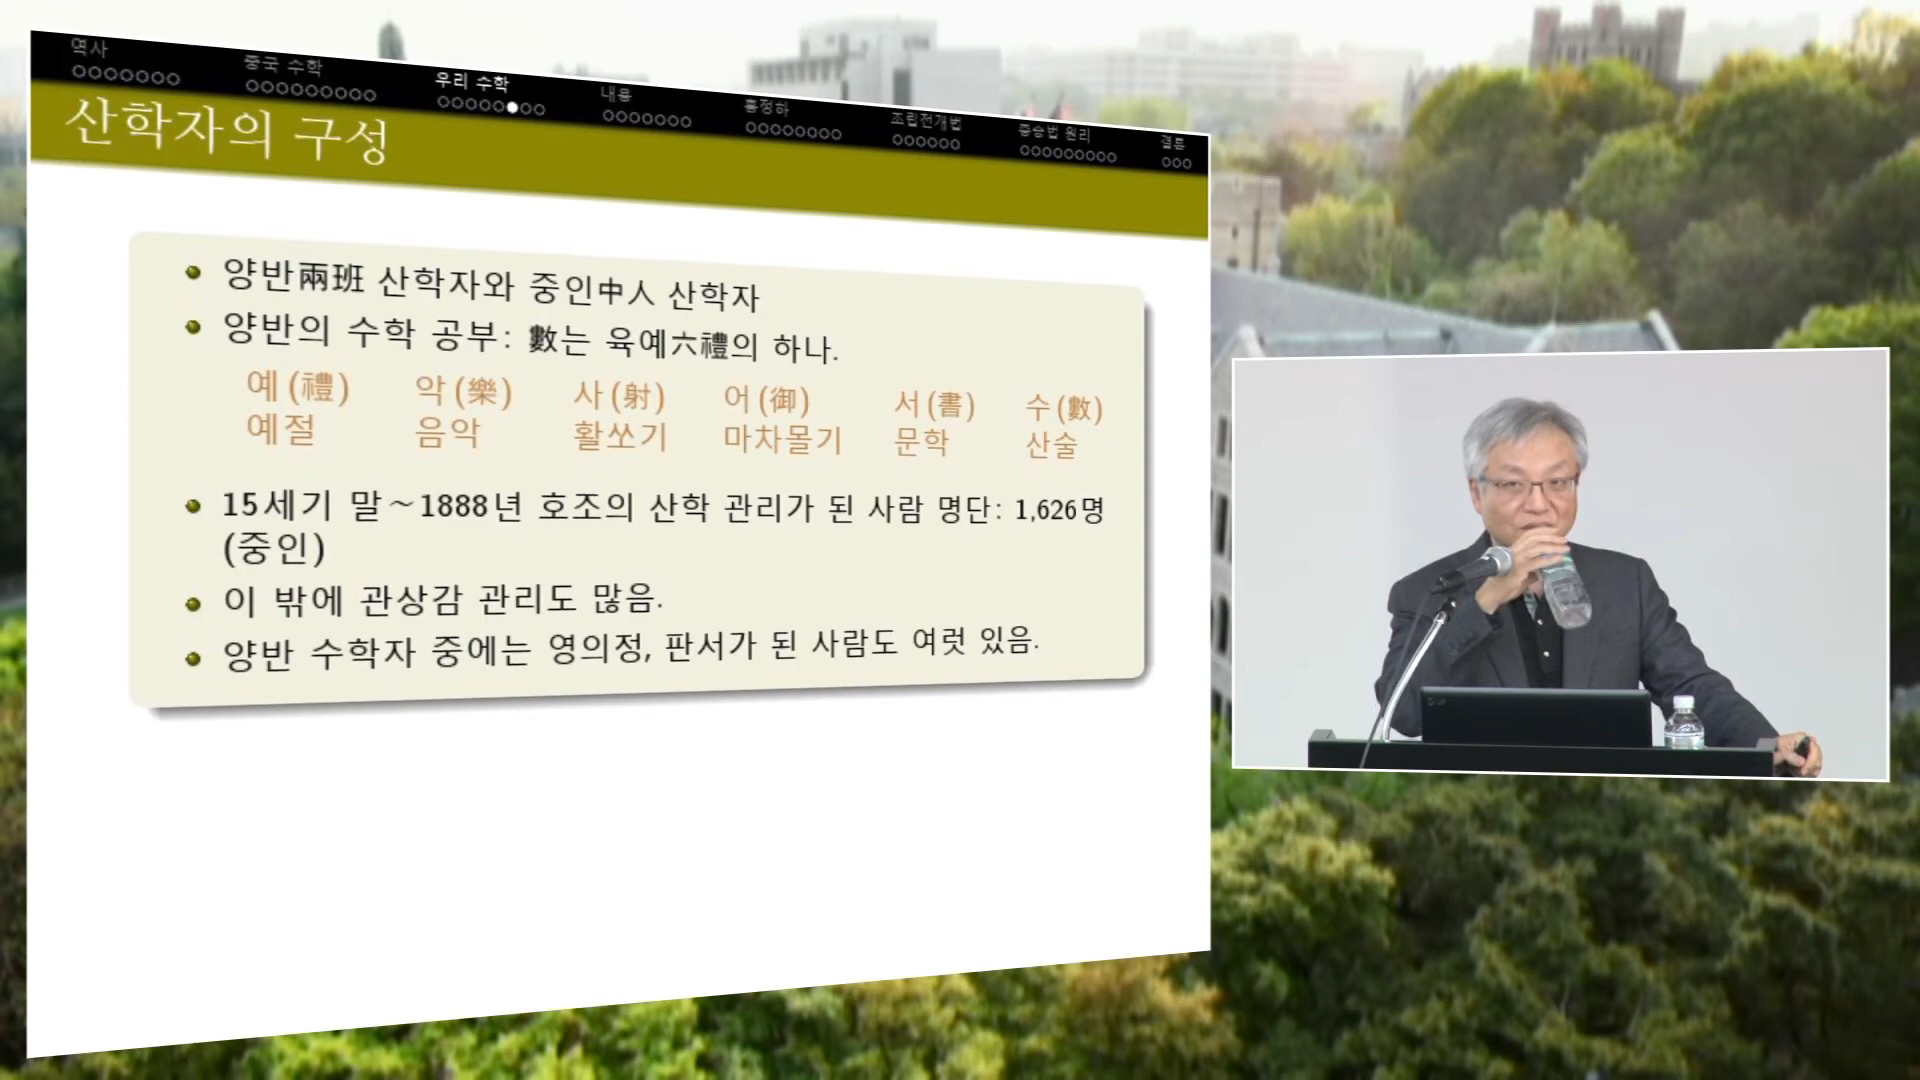 역사
중국 수학
우리 수학
내용
홍정하
조립전개법
증승법 원리
결론
산학자의 구성
양반兩班 산학자와 중인中人 산학자
양반의 수학 공부: 數는 육예六禮의 하나.
예(禮) 악(樂) 사(射) 어(御) 서(書) 수(數)
예절 음악 활쏘기 마차몰기 문학 산술
15세기 말~1888년 호조의 산학 관리가 된 사람 명단: 1,626명
(중인)
이 밖에 관상감 관리도 많음.
양반 수학자 중에는 영의정, 판서가 된 사람도 여럿 있음.